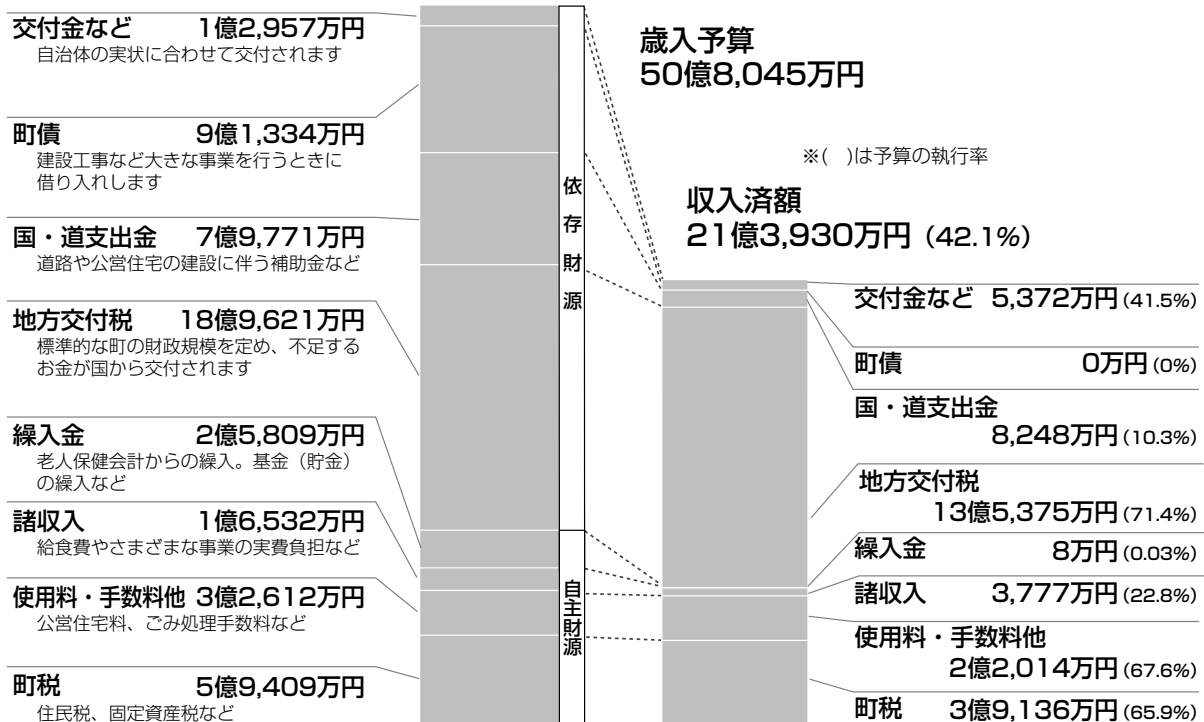 交付金など 1億2,957万円
自治体の実状に合わせて交付されます
町債 9億1,334万円
建設工事など大きな事業を行うときに
借り入れします
国・道支出金 7億9,771万円
道路や公営住宅の建設に伴う補助金など
地方交付税 18億9,621万円
標準的な町の財政規模を定め、不足する
お金が国から交付されます
繰入金 2億5,809万円
老人保健会計からの繰入。基金（貯金）
の繰入など
諸収入 1億6,532万円
給食費やさまざまな事業の実費負担など
使用料・手数料他 3億2,612万円
公営住宅料、ごみ処理手数料など
町税 5億9,409万円
住民税、固定資産税など
依存財源
自主財源
歳入予算
50億8,045万円
※(　)は予算の執行率
収入済額
21億3,930万円（42.1%）
交付金など 5,372万円(41.5%)
町債 0万円(0%)
国・道支出金
8,248万円(10.3%)
地方交付税
13億5,375万円(71.4%)
繰入金 8万円(0.03%)
諸収入 3,777万円(22.8%)
使用料・手数料他
2億2,014万円(67.6%)
町税 3億9,136万円(65.9%)